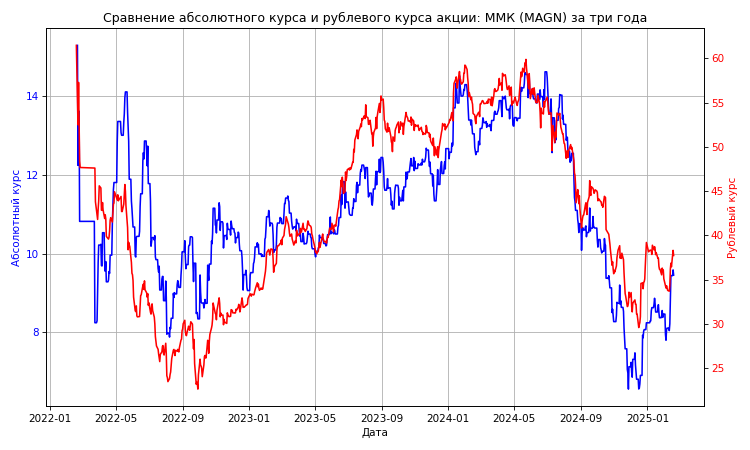 Сравнение абсолютного курса и рублевого курса акции: ММК (MAGN) за три года
Абсолютный курс
14
12
10
8
60
55
50
45
40
35
30
25
Рублевый курс
2022-01 2022-05 2022-09 2023-01 2023-05 2023-09 2024-01 2024-05 2024-09 2025-01
Дата